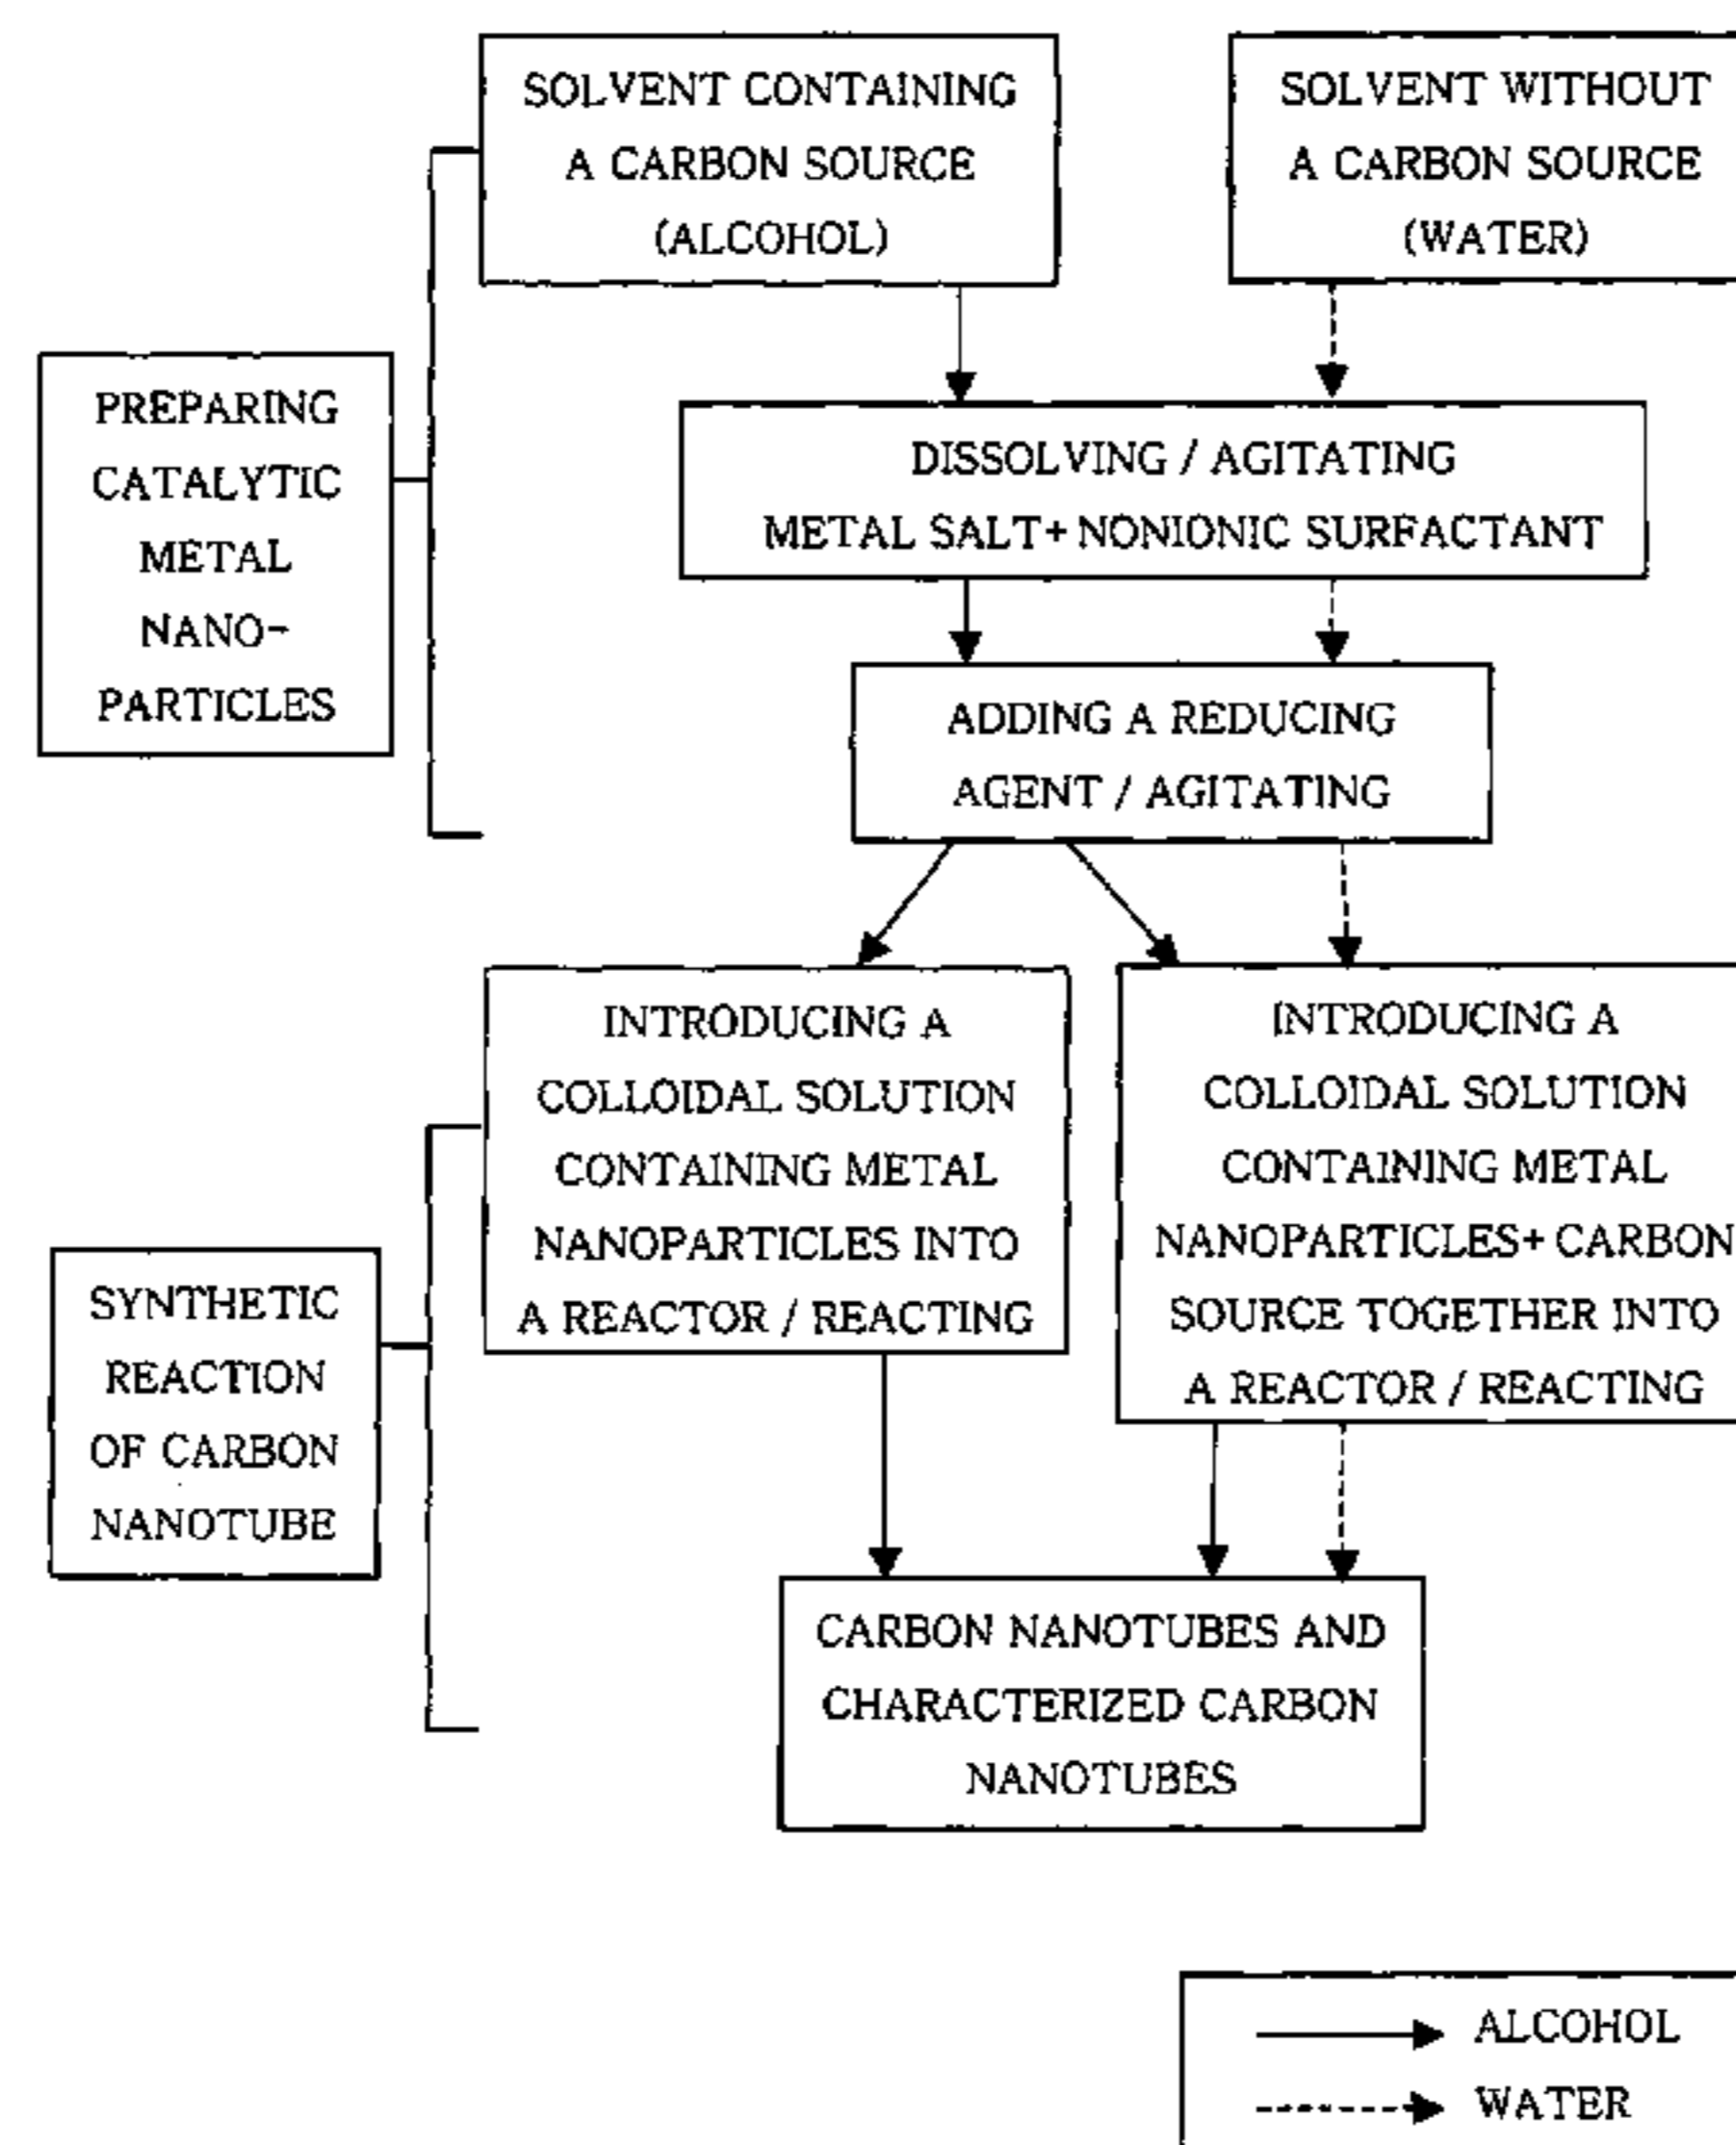 SOLVENT CONTAINING
A CARBON SOURCE
(ALCOHOL)
SOLVENT WITHOUT
A CARBON SOURCE
(WATER)
PREPARING
CATALYTIC
METAL
NANO-
PARTICLES
DISSOLVING / AGITATING
METAL SALT+ NONIONIC SURFACTANT
ADDING A REDUCING
AGENT / AGITATING
INTRODUCING A
COLLOIDAL SOLUTION
CONTAINING METAL
NANOPARTICLES INTO
A REACTOR / REACTING
INTRODUCING A
COLLOIDAL SOLUTION
CONTAINING METAL
NANOPARTICLES+ CARBON
SOURCE TOGETHER INTO
A REACTOR / REACTING
SYNTHETIC
REACTION
OF CARBON
NANOTUBE
CARBON NANOTUBES AND
CHARACTERIZED CARBON
NANOTUBES
ALCOHOL
WATER